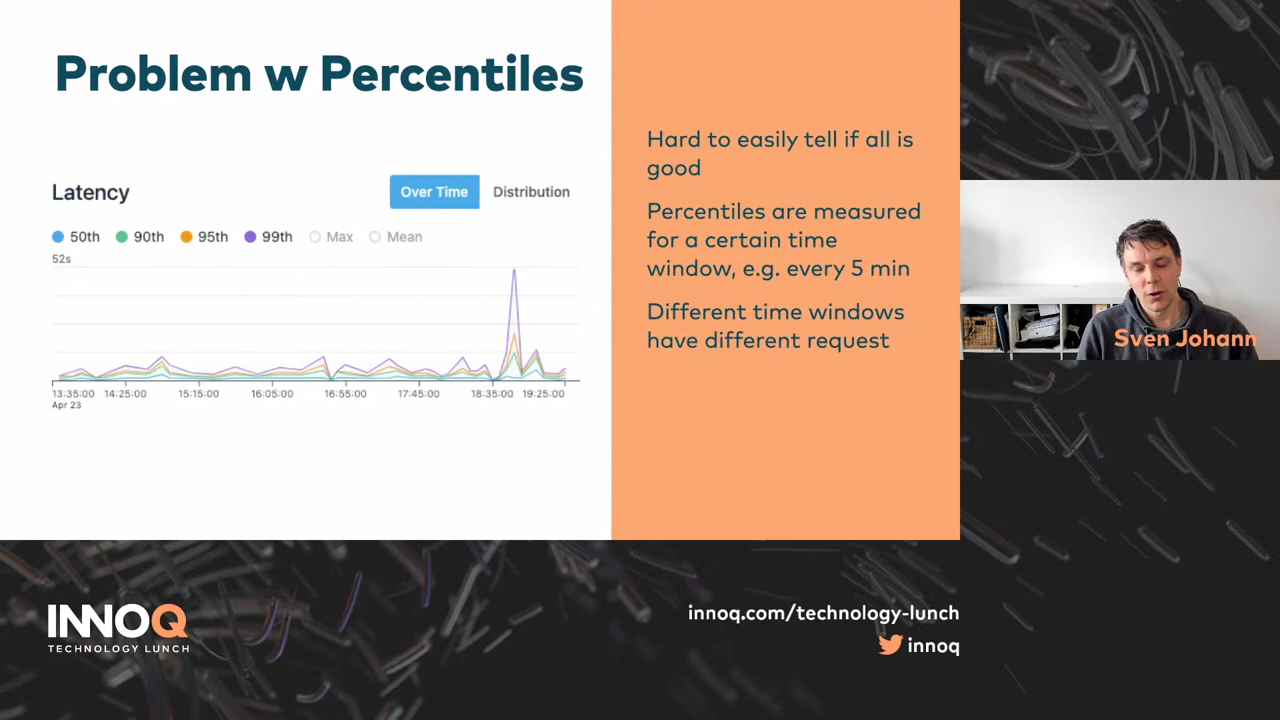 Problem w Percentiles
Latency
Over Time
Distribution
50th
90th
95th
99th
Max
Mean
52s
13:35:00
14:25:00
15:15:00
16:05:00
16:55:00
17:45:00
18:35:00
19:25:00
Apr 23
Hard to easily tell if all is
good
Percentiles are measured
for a certain time
window, e.g. every 5 min
Different time windows
have different request
Sven Johann
INNOQ
TECHNOLOGY LUNCH
innoq.com/technology-lunch
innoq